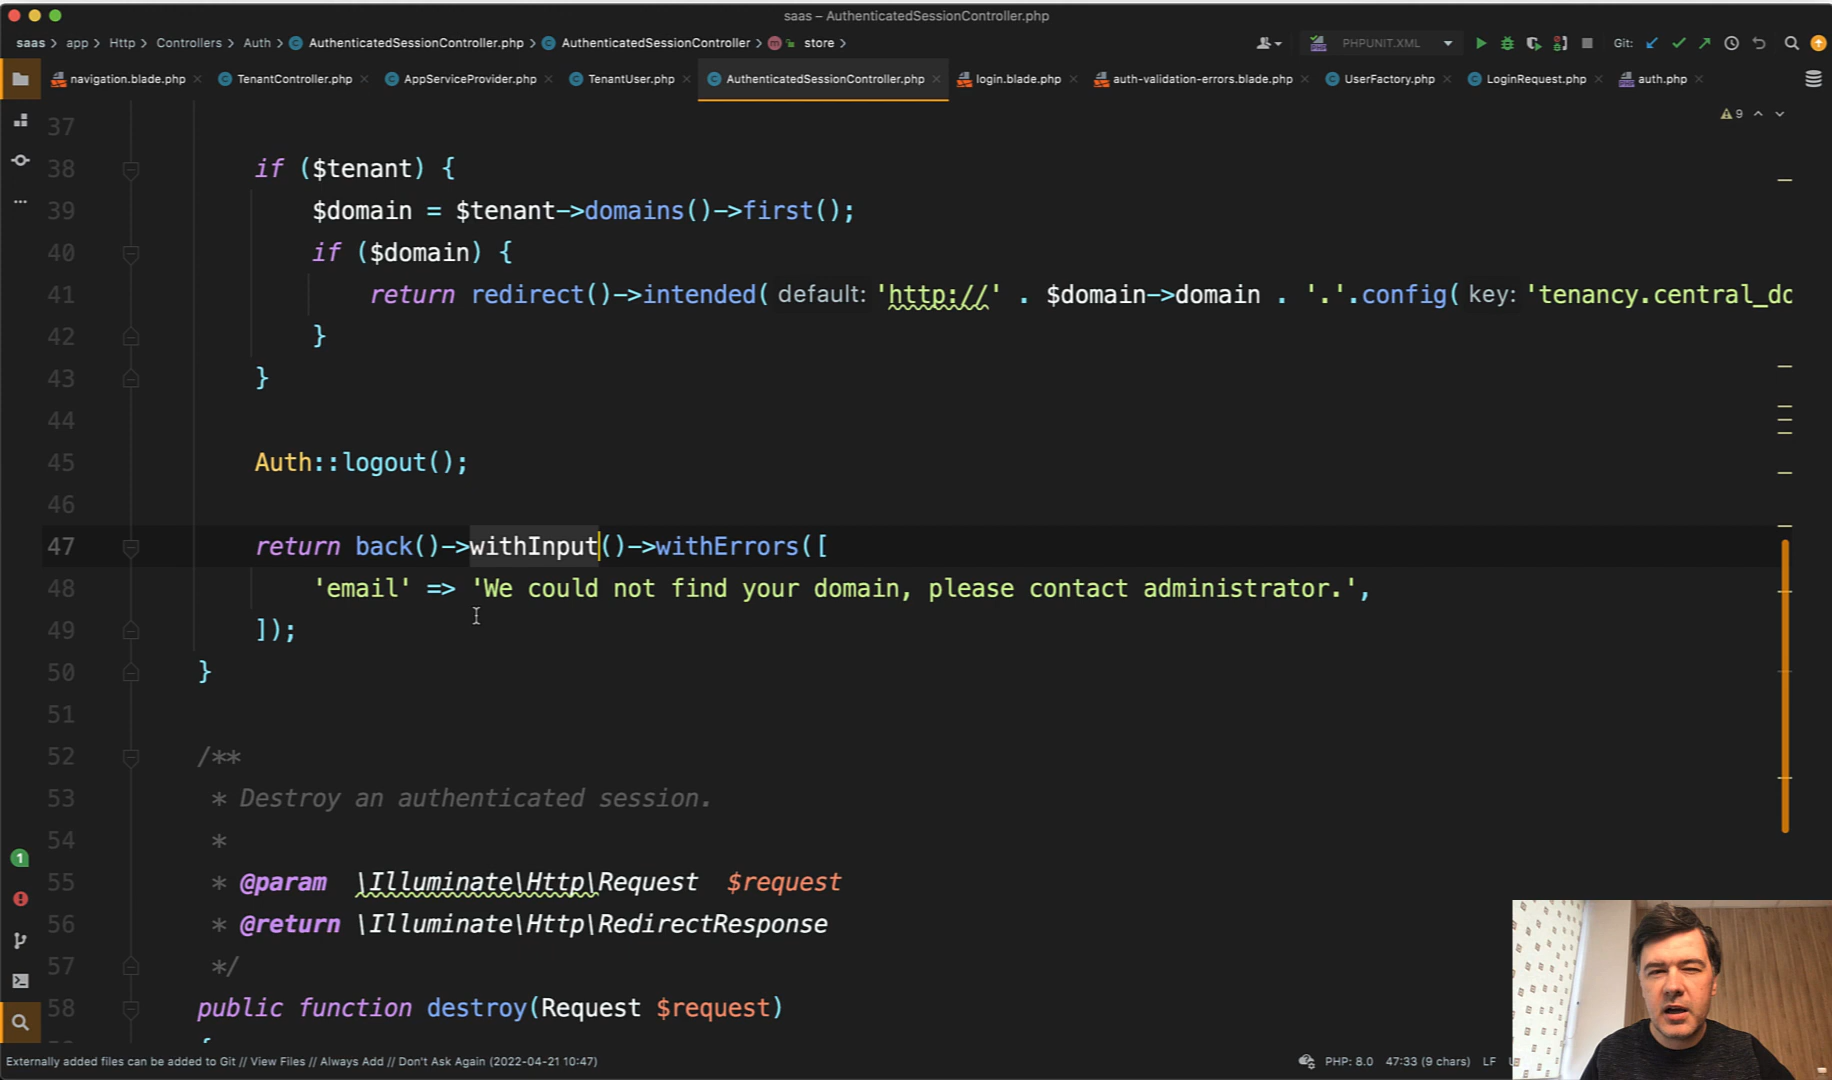 saas – AuthenticatedSessionController.php
saas > app > Http > Controllers > Auth > AuthenticatedSessionController.php > AuthenticatedSessionController > store >
PHPUNIT.XML
Git:
navigation.blade.php
TenantController.php
AppServiceProvider.php
TenantUser.php
AuthenticatedSessionController.php
login.blade.php
auth-validation-errors.blade.php
UserFactory.php
LoginRequest.php
auth.php
9
37
38 if ($tenant) {
39 $domain = $tenant->domains()->first();
40 if ($domain) {
41 return redirect()->intended( default: 'http://' . $domain->domain . '.'.config( key: 'tenancy.central_do
42 }
43 }
44
45 Auth::logout();
46
47 return back()->withInput()->withErrors([
48 'email' => 'We could not find your domain, please contact administrator.',
49 ]);
50 }
51
52 /**
53 * Destroy an authenticated session.
54 *
55 * @param \Illuminate\Http\Request $request
56 * @return \Illuminate\Http\RedirectResponse
57 */
58 public function destroy(Request $request)
{
1
Externally added files can be added to Git // View Files // Always Add // Don't Ask Again (2022-04-21 10:47)
PHP: 8.0 47:33 (9 chars) LF